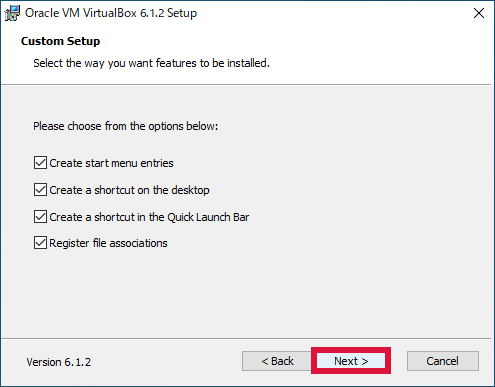 Oracle VM VirtualBox 6.1.2 Setup
Custom Setup
Select the way you want features to be installed.
Please choose from the options below:
Create start menu entries
Create a shortcut on the desktop
Create a shortcut in the Quick Launch Bar
Register file associations
Version 6.1.2
< Back
Next >
Cancel